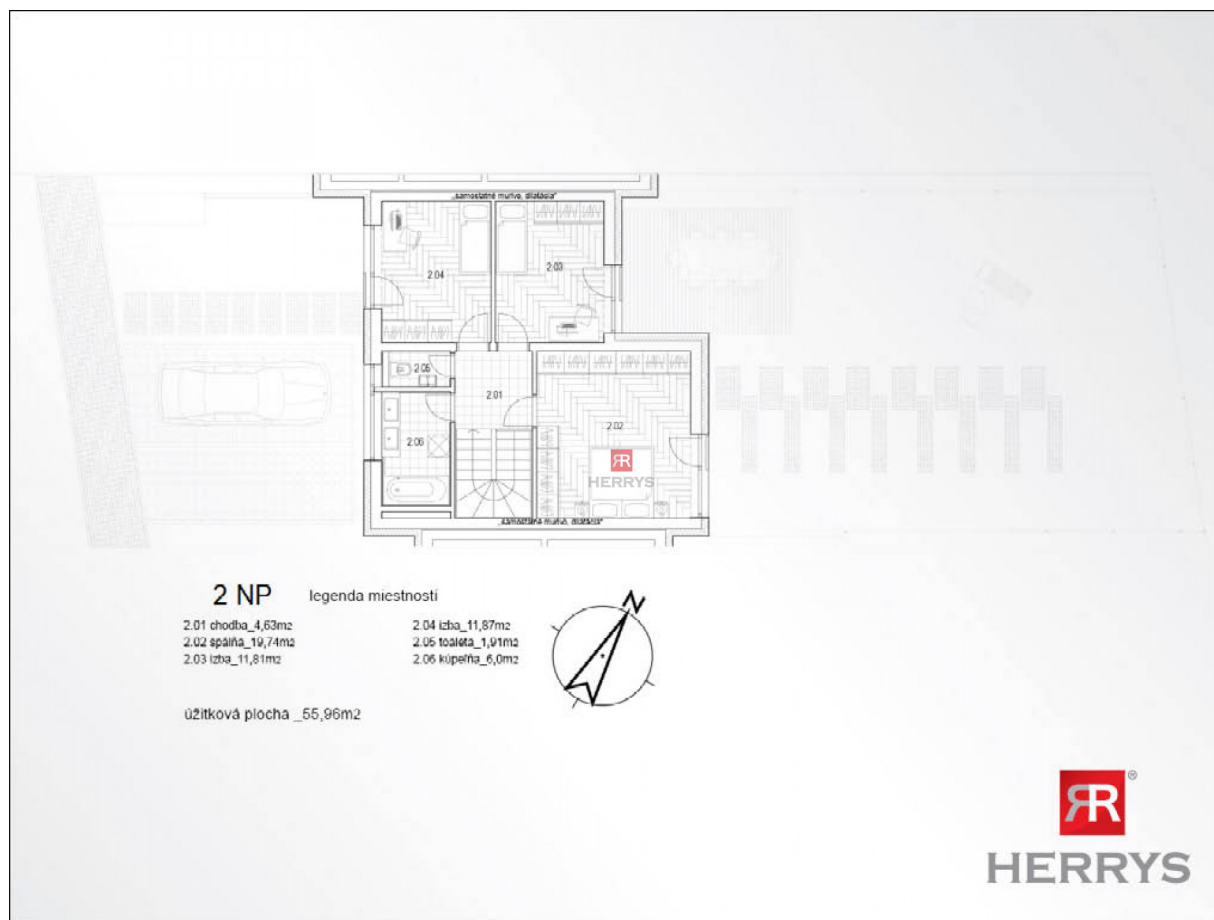 „samostatné murivo, dilatácia"
2.04
2.03
2.05
2.01
2.06
2.02
RR
HERRYS
„samostatné murivo, dilatácia"
2 NP legenda miestností
2.01 chodba_4,63m2
2.02 spálňa_19,74m2
2.03 izba_11,81m2
2.04 izba_11,87m2
2.05 toaleta_1,91m2
2.06 kúpeľňa_6,0m2
úžitková plocha _55,96m2
N
RR®
HERRYS